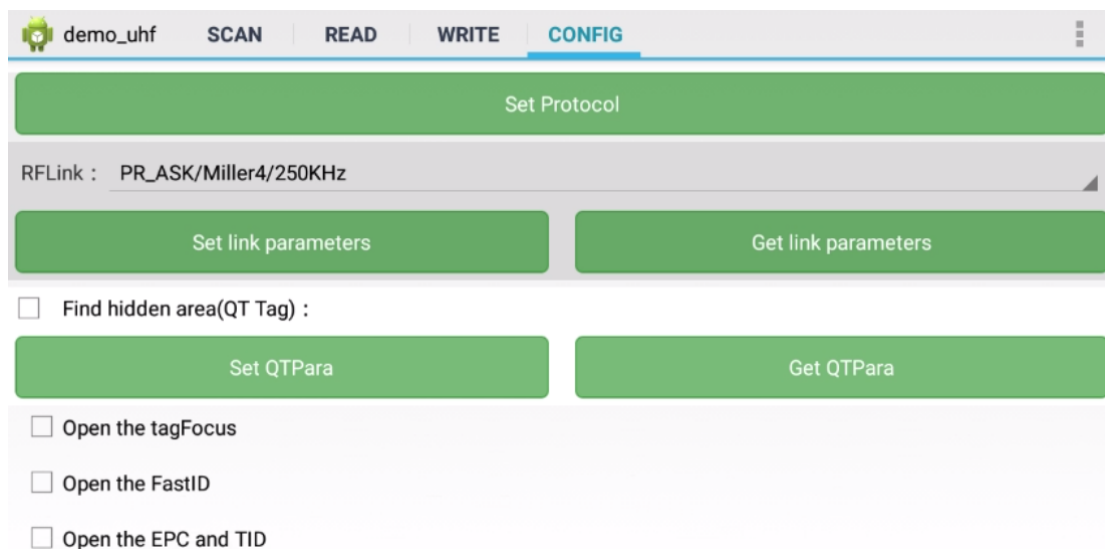 demo_uhf SCAN READ WRITE CONFIG
Set Protocol
RFLink : PR_ASK/Miller4/250KHz
Set link parameters Get link parameters
Find hidden area(QT Tag) :
Set QTPara Get QTPara
Open the tagFocus
Open the FastID
Open the EPC and TID